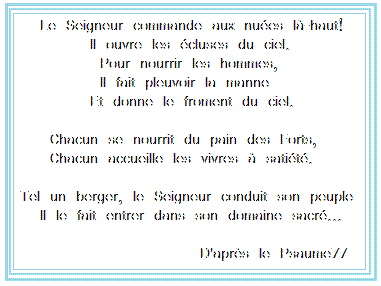 Le Seigneur commande aux nuées là-haut!
Il ouvre les écluses du ciel.
Pour nourrir les hommes,
Il fait pleuvoir la manne
Et donne le froment du ciel.
Chacun se nourrit du pain des Forts,
Chacun accueille les vivres à satiété.
Tel un berger, le Seigneur conduit son peuple
Il le fait entrer dans son domaine sacré...
D'après le Psaume77